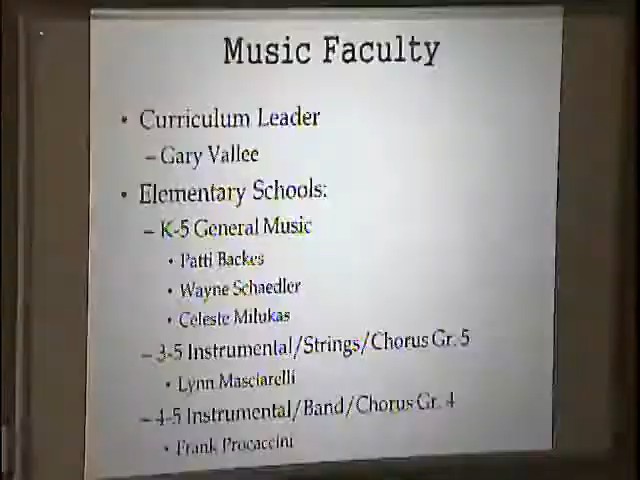 Music Faculty
• Curriculum Leader
– Gary Vallee
• Elementary Schools:
– K-5 General Music
• Patti Backes
• Wayne Schaedler
• Celeste Milukas
– 3-5 Instrumental/Strings/Chorus Gr. 5
• Lynn Masciarelli
– 4-5 Instrumental/Band/Chorus Gr. 4
• Frank Procaccini